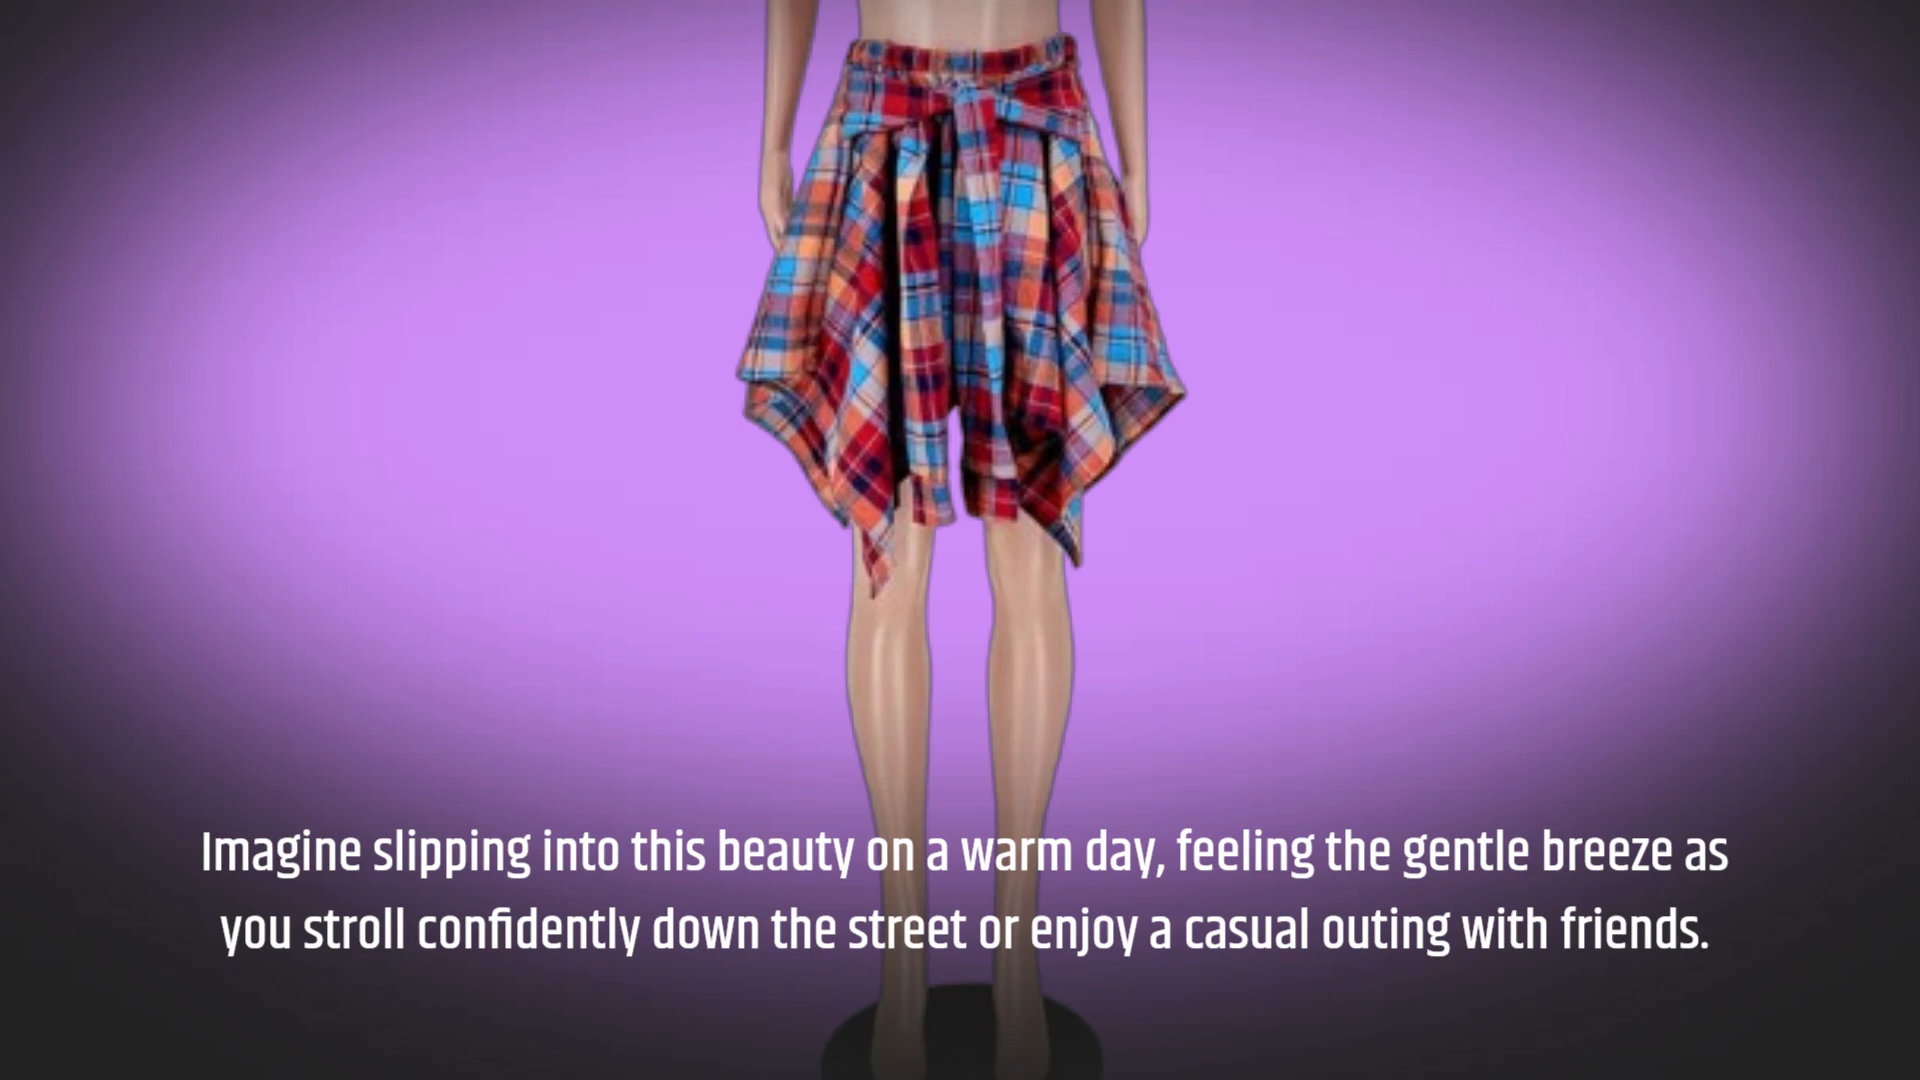 Imagine slipping into this beauty on a warm day, feeling the gentle breeze as
you stroll confidently down the street or enjoy a casual outing with friends.